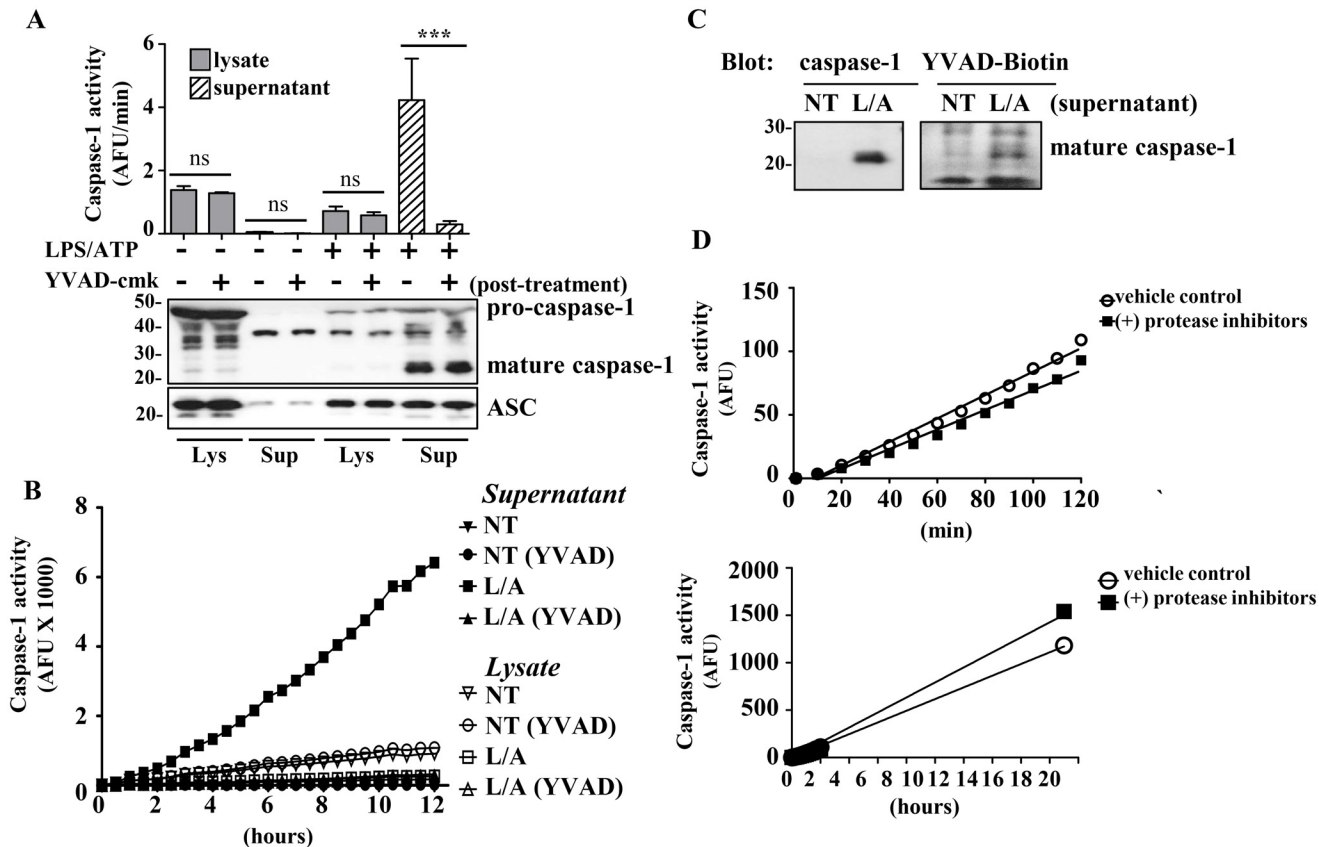 A
Caspase-1 activity
(AFU/min)
6
4
2
0
lysate
supernatant
ns
ns
ns
***
LPS/ATP - - - - + + + +
YVAD-cmk - + - + - + - + (post-treatment)
50-
40-
30-
20-
pro-caspase-1
mature caspase-1
20-
ASC
Lys Sup Lys Sup
B
Caspase-1 activity
(AFU X 1000)
8
6
4
2
0
0 2 4 6 8 10 12
(hours)
Supernatant
NT
NT (YVAD)
L/A
L/A (YVAD)
Lysate
NT
NT (YVAD)
L/A
L/A (YVAD)
C
Blot: caspase-1 YVAD-Biotin
NT L/A NT L/A (supernatant)
30-
20-
mature caspase-1
D
Caspase-1 activity
(AFU)
150
100
50
0
0 20 40 60 80 100 120
(min)
vehicle control
(+) protease inhibitors
`
Caspase-1 activity
(AFU)
2000
1500
1000
500
0
0 2 4 6 8 10 12 14 16 18 20
(hours)
vehicle control
(+) protease inhibitors